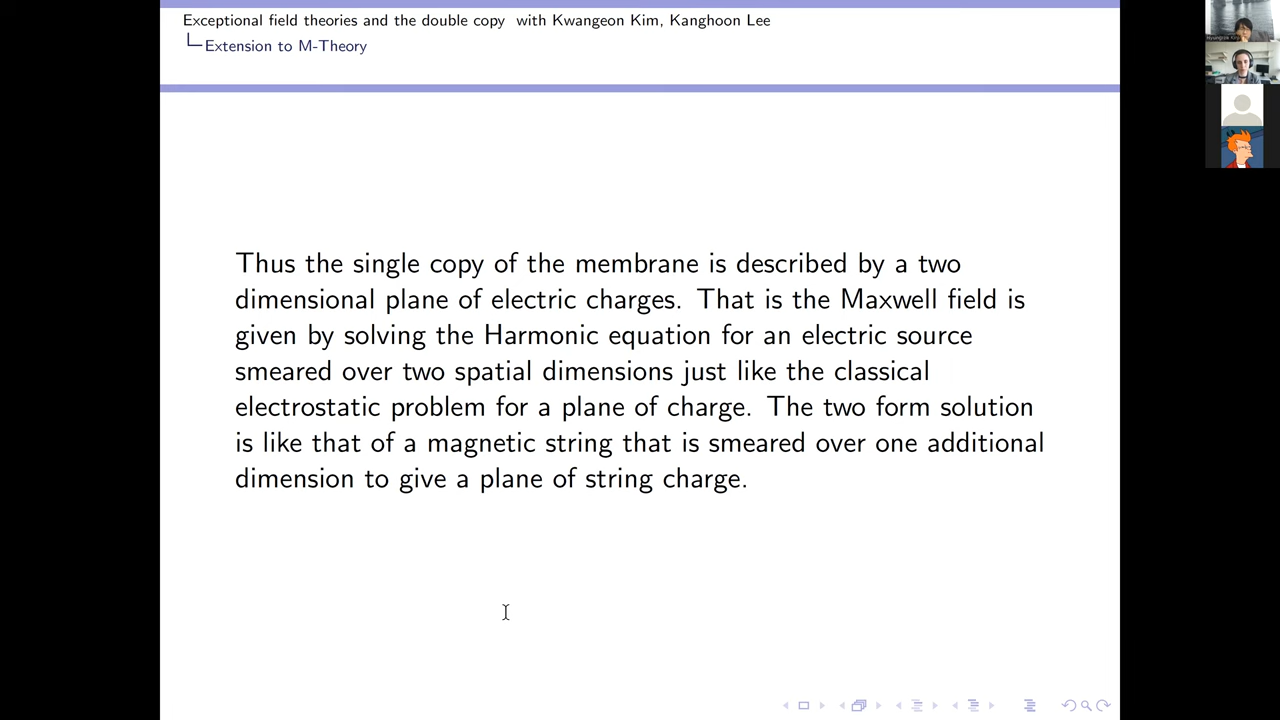 Exceptional field theories and the double copy with Kwangeon Kim, Kanghoon Lee
Extension to M-Theory
Thus the single copy of the membrane is described by a two
dimensional plane of electric charges. That is the Maxwell field is
given by solving the Harmonic equation for an electric source
smeared over two spatial dimensions just like the classical
electrostatic problem for a plane of charge. The two form solution
is like that of a magnetic string that is smeared over one additional
dimension to give a plane of string charge.